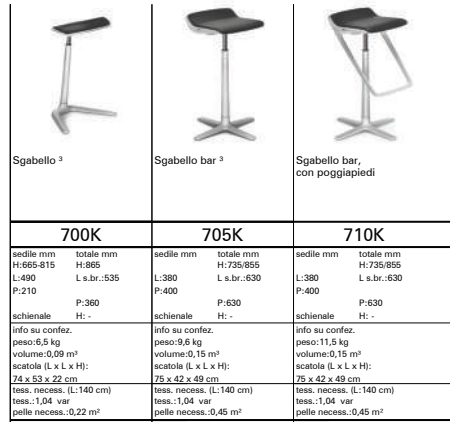 Sgabello ³
Sgabello bar ³
Sgabello bar,
con poggiapiedi
700K
705K
710K
sedile mm totale mm
H:665-815 H:865
L:490 L s.br.:535
P:210
P:360
schienale H: -
sedile mm totale mm
H:735/855
L:380 L s.br.:630
P:400
P:630
schienale H: -
sedile mm totale mm
H:735/855
L:380 L s.br.:630
P:400
P:630
schienale H: -
info su confez.
peso:6,5 kg
volume:0,09 m³
scatola (L x L x H):
74 x 53 x 22 cm
info su confez.
peso:9,6 kg
volume:0,15 m³
scatola (L x L x H):
75 x 42 x 49 cm
info su confez.
peso:11,5 kg
volume:0,15 m³
scatola (L x L x H):
75 x 42 x 49 cm
tess. necess. (L:140 cm)
tess.:1,04 var
pelle necess.:0,22 m²
tess. necess. (L:140 cm)
tess.:1,04 var
pelle necess.:0,45 m²
tess. necess. (L:140 cm)
tess.:1,04 var
pelle necess.:0,45 m²